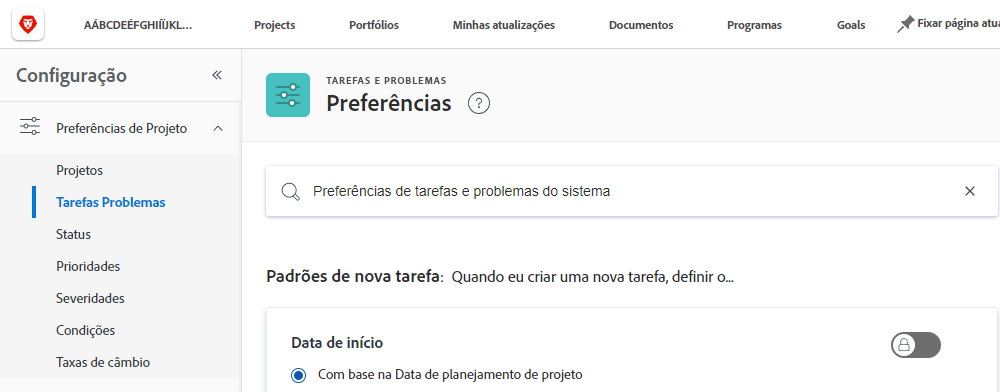 AÁBCDEÉFGHIÍÏJKL...
Projects
Portfólios
Minhas atualizações
Documentos
Programas
Goals
Fixar página atua
Configuração
Preferências de Projeto
Projetos
Tarefas Problemas
Status
Prioridades
Severidades
Condições
Taxas de câmbio
TAREFAS E PROBLEMAS
Preferências
?
Preferências de tarefas e problemas do sistema
Padrões de nova tarefa: Quando eu criar uma nova tarefa, definir o...
Data de início
Com base na Data de planejamento de projeto